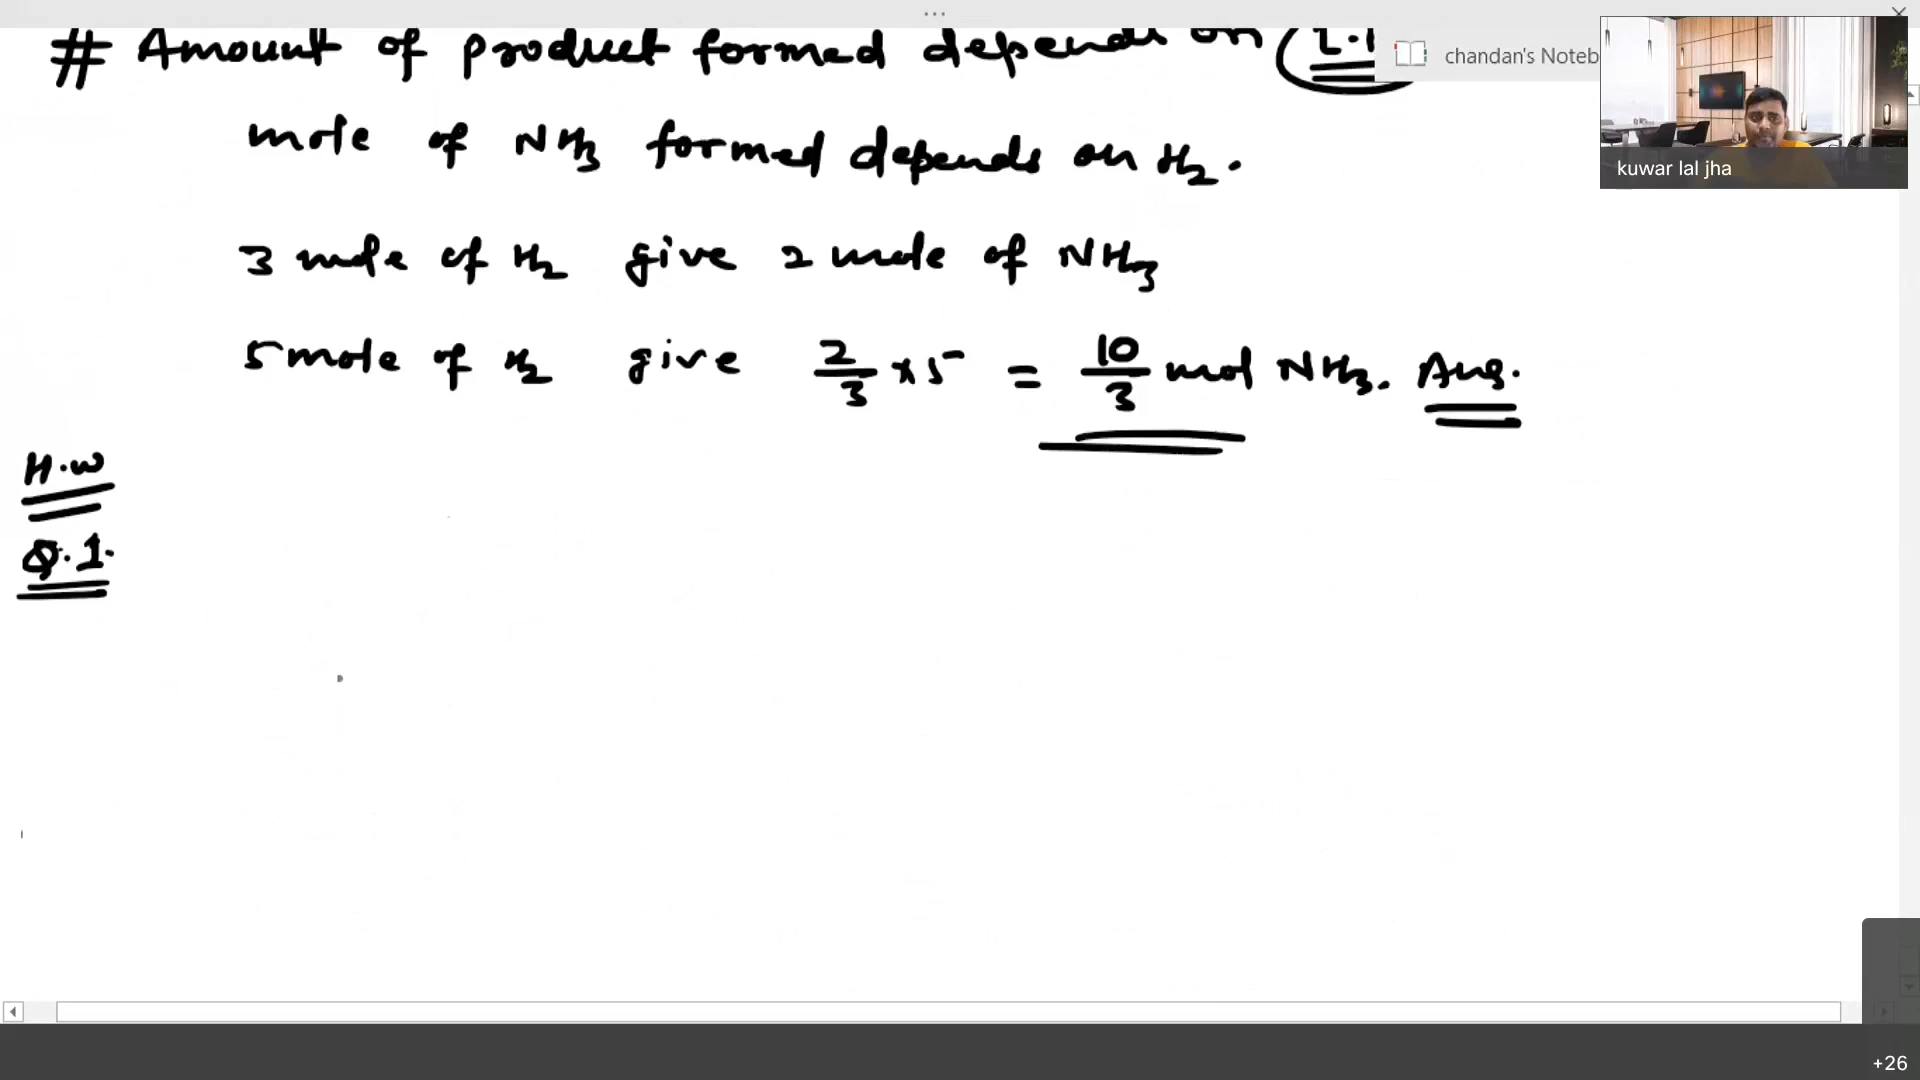 # Amount of product formed depends on
chandan's Noteb
kuwar lal jha
mole of NH3 formed depends on H2.
3 mole of H2 give 2 mole of NH3
5 mole of H2 give 2/3 × 5 = 10/3 mol NH3. Ans.
H.W
Q.1.
+26